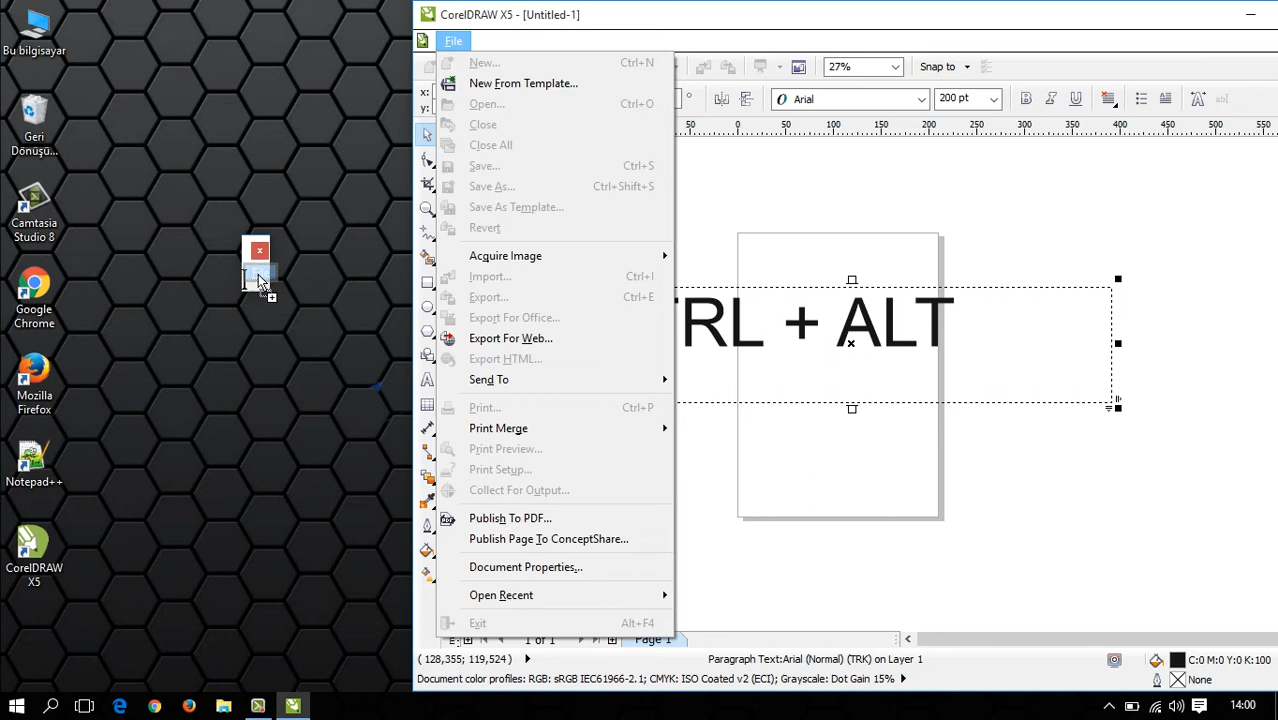 Bu bilgisayar
Geri
Dönüşü...
Camtasia
Studio 8
Google
Chrome
Mozilla
Firefox
Notepad++
CorelDRAW
X5
x
CorelDRAW X5 - [Untitled-1]
File
27%
Snap to
x:
y:
°
Arial
200 pt
ab|
50 0 50 100 150 200 250 300 350 400 450 500 550
New... Ctrl+N
New From Template...
Open... Ctrl+O
Close
Close All
Save... Ctrl+S
Save As... Ctrl+Shift+S
Save As Template...
Revert
Acquire Image
Import... Ctrl+I
Export... Ctrl+E
Export For Office...
Export For Web...
Export HTML...
Send To
Print... Ctrl+P
Print Merge
Print Preview...
Print Setup...
Collect For Output...
Publish To PDF...
Publish Page To ConceptShare...
Document Properties...
Open Recent
Exit Alt+F4
TRL + ALT
1 of 1
Page 1
( 128,355; 119,524 )
Paragraph Text:Arial (Normal) (TRK) on Layer 1
C:0 M:0 Y:0 K:100
Document color profiles: RGB: sRGB IEC61966-2.1; CMYK: ISO Coated v2 (ECI); Grayscale: Dot Gain 15%
None
14:00